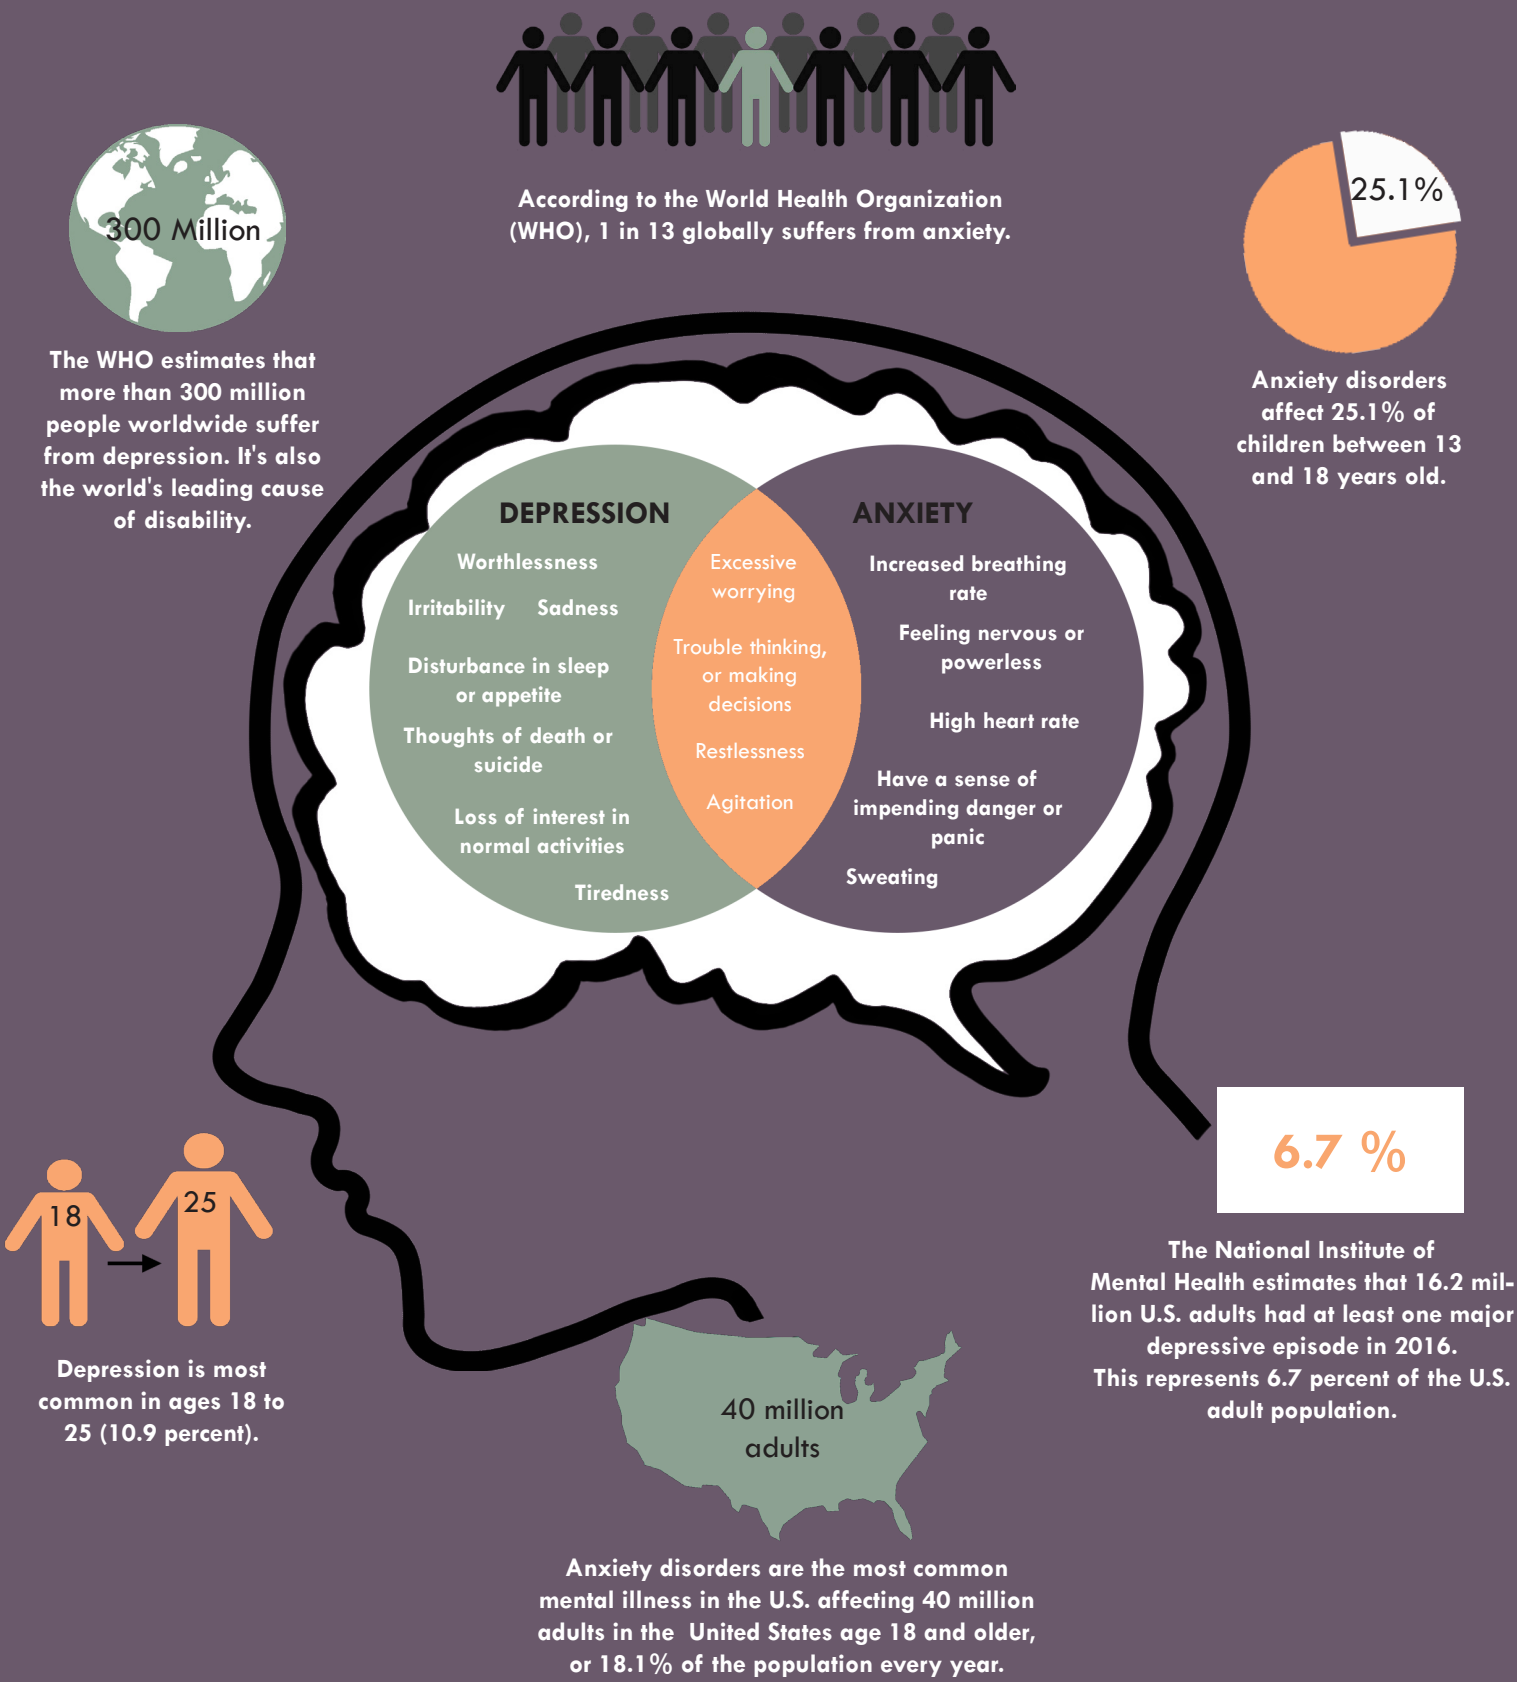 According to the World Health Organization
(WHO), 1 in 13 globally suffers from anxiety.
300 Million
The WHO estimates that
more than 300 million
people worldwide suffer
from depression. It's also
the world's leading cause
of disability.
25.1%
Anxiety disorders
affect 25.1% of
children between 13
and 18 years old.
DEPRESSION
Worthlessness
Irritability Sadness
Disturbance in sleep
or appetite
Thoughts of death or
suicide
Loss of interest in
normal activities
Tiredness
Excessive
worrying
Trouble thinking,
or making
decisions
Restlessness
Agitation
ANXIETY
Increased breathing
rate
Feeling nervous or
powerless
High heart rate
Have a sense of
impending danger or
panic
Sweating
18
25
Depression is most
common in ages 18 to
25 (10.9 percent).
6.7 %
The National Institute of
Mental Health estimates that 16.2 mil-
lion U.S. adults had at least one major
depressive episode in 2016.
This represents 6.7 percent of the U.S.
adult population.
40 million
adults
Anxiety disorders are the most common
mental illness in the U.S. affecting 40 million
adults in the United States age 18 and older,
or 18.1% of the population every year.